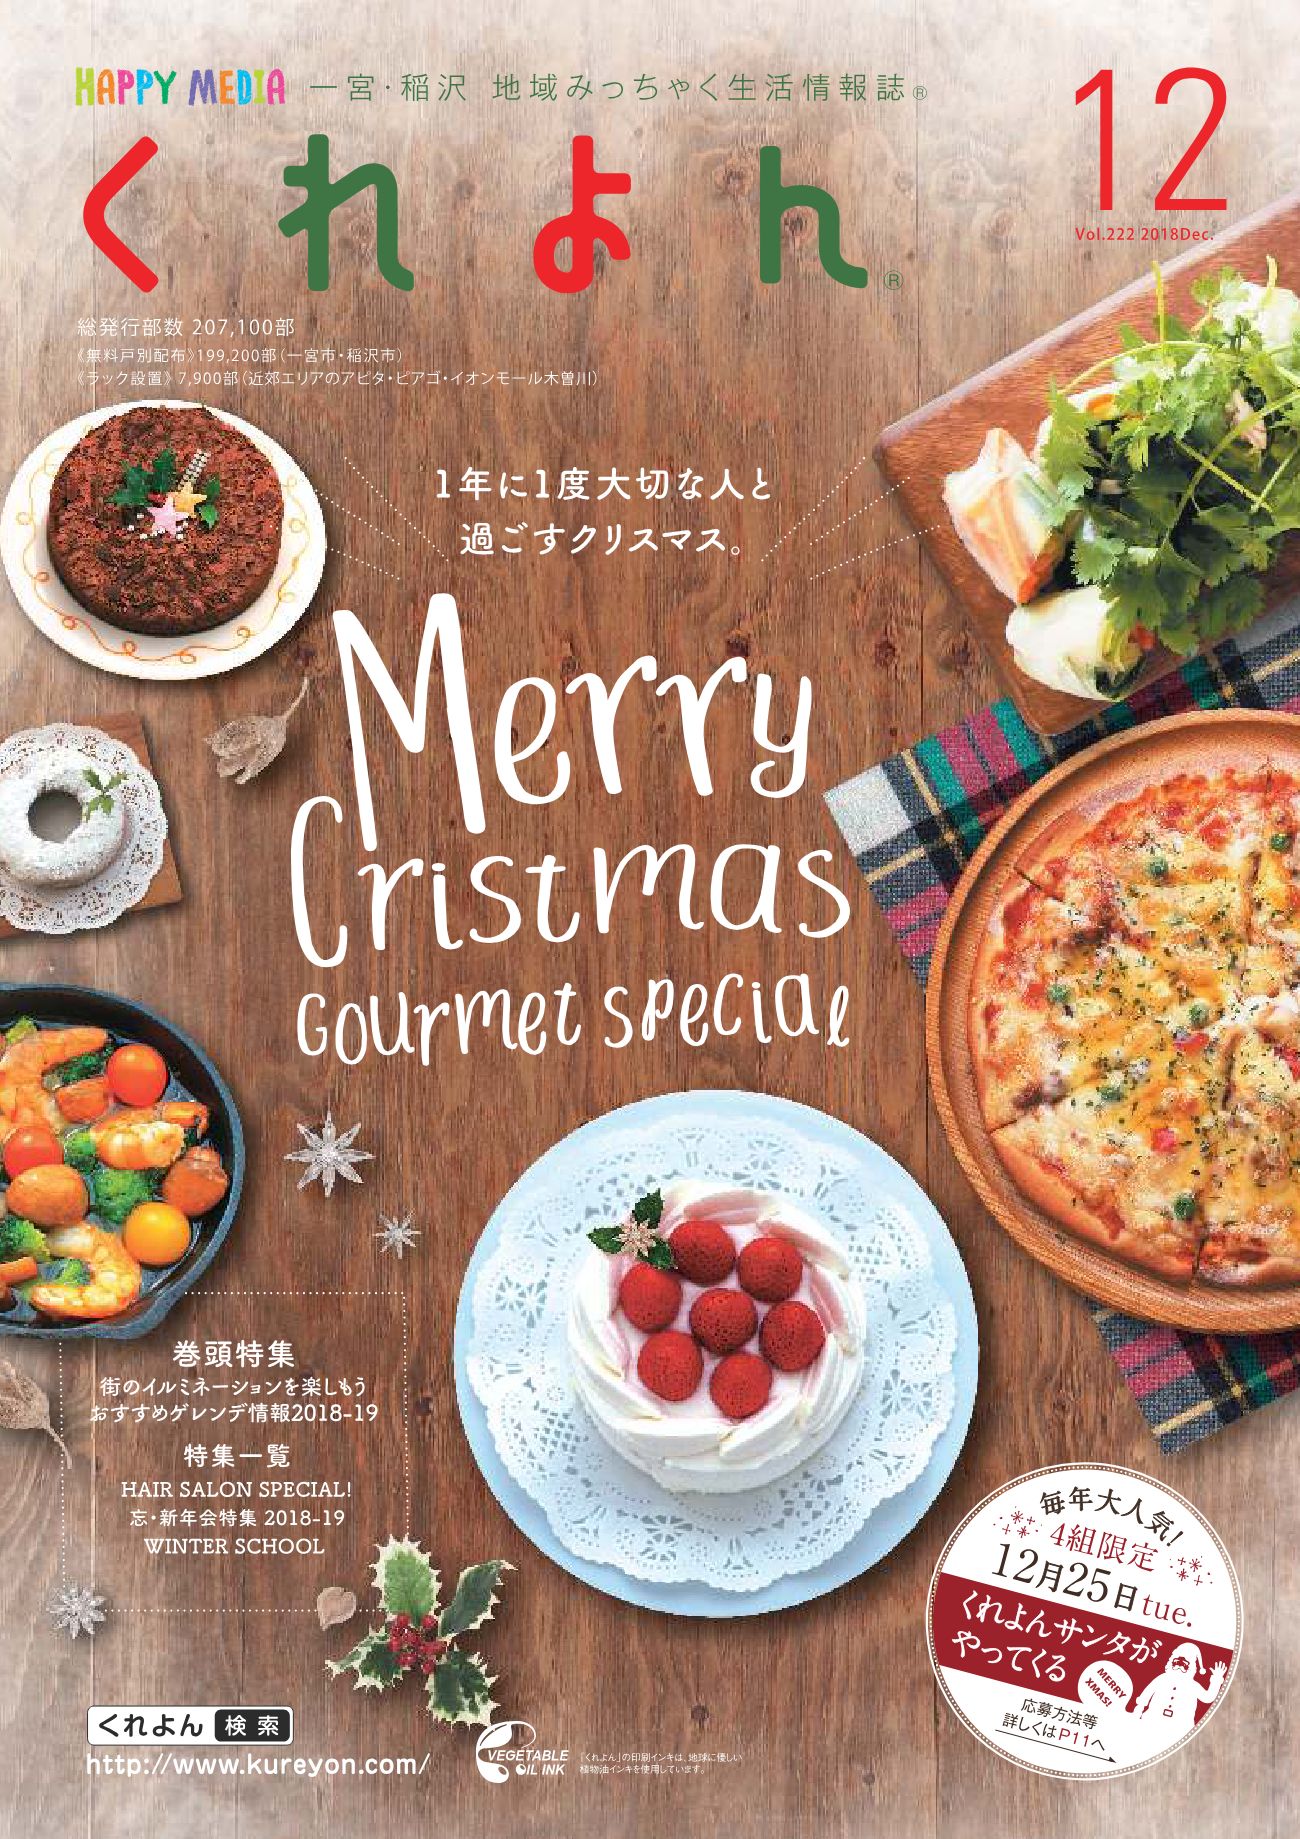 HAPPY MEDIA 一宮・稲沢 地域みっちゃく生活情報誌®
くれよん®
12
Vol.222 2018Dec.
総発行部数 207,100部
《無料戸別配布》199,200部（一宮市・稲沢市）
《ラック設置》 7,900部（近郊エリアのアピタ・ピアゴ・イオンモール木曽川）
1年に1度大切な人と
過ごすクリスマス。
Merry
Cristmas
Gourmet special
巻頭特集
街のイルミネーションを楽しもう
おすすめゲレンデ情報2018-19
特集一覧
HAIR SALON SPECIAL!
忘・新年会特集 2018-19
WINTER SCHOOL
毎年大人気!
4組限定
12月25日tue.
くれよんサンタが
やってくる
MERRY
XMAS!
応募方法等
詳しくはP11へ
くれよん 検索
http://www.kureyon.com/
VEGETABLE
OIL INK
「くれよん」の印刷インキは、地球に優しい
植物油インキを使用しています。